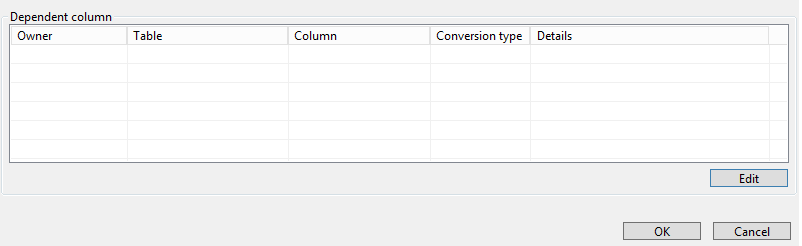 Dependent column
Owner Table Column Conversion type Details
Edit
OK Cancel